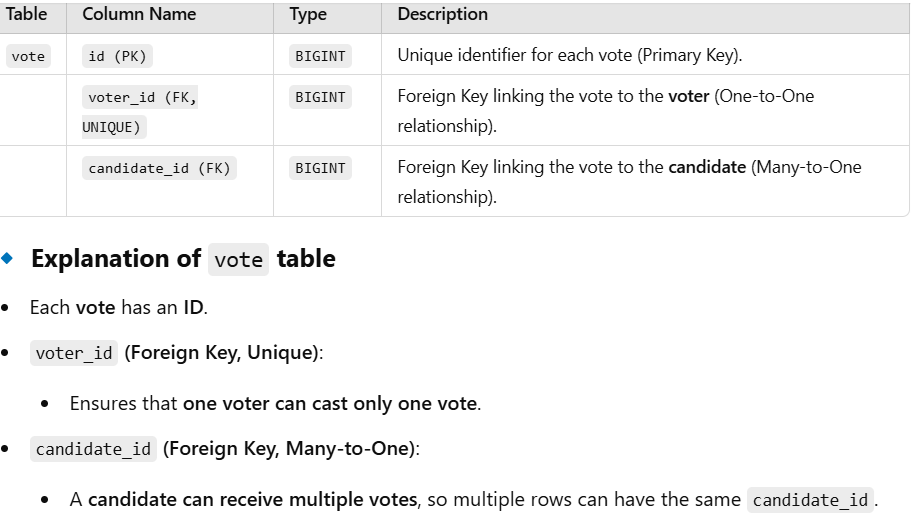 Table Column Name Type Description
vote id (PK) BIGINT Unique identifier for each vote (Primary Key).
voter_id (FK, BIGINT Foreign Key linking the vote to the voter (One-to-One
UNIQUE) relationship).
candidate_id (FK) BIGINT Foreign Key linking the vote to the candidate (Many-to-One
relationship).
Explanation of vote table
Each vote has an ID.
voter_id (Foreign Key, Unique):
Ensures that one voter can cast only one vote.
candidate_id (Foreign Key, Many-to-One):
A candidate can receive multiple votes, so multiple rows can have the same candidate_id.